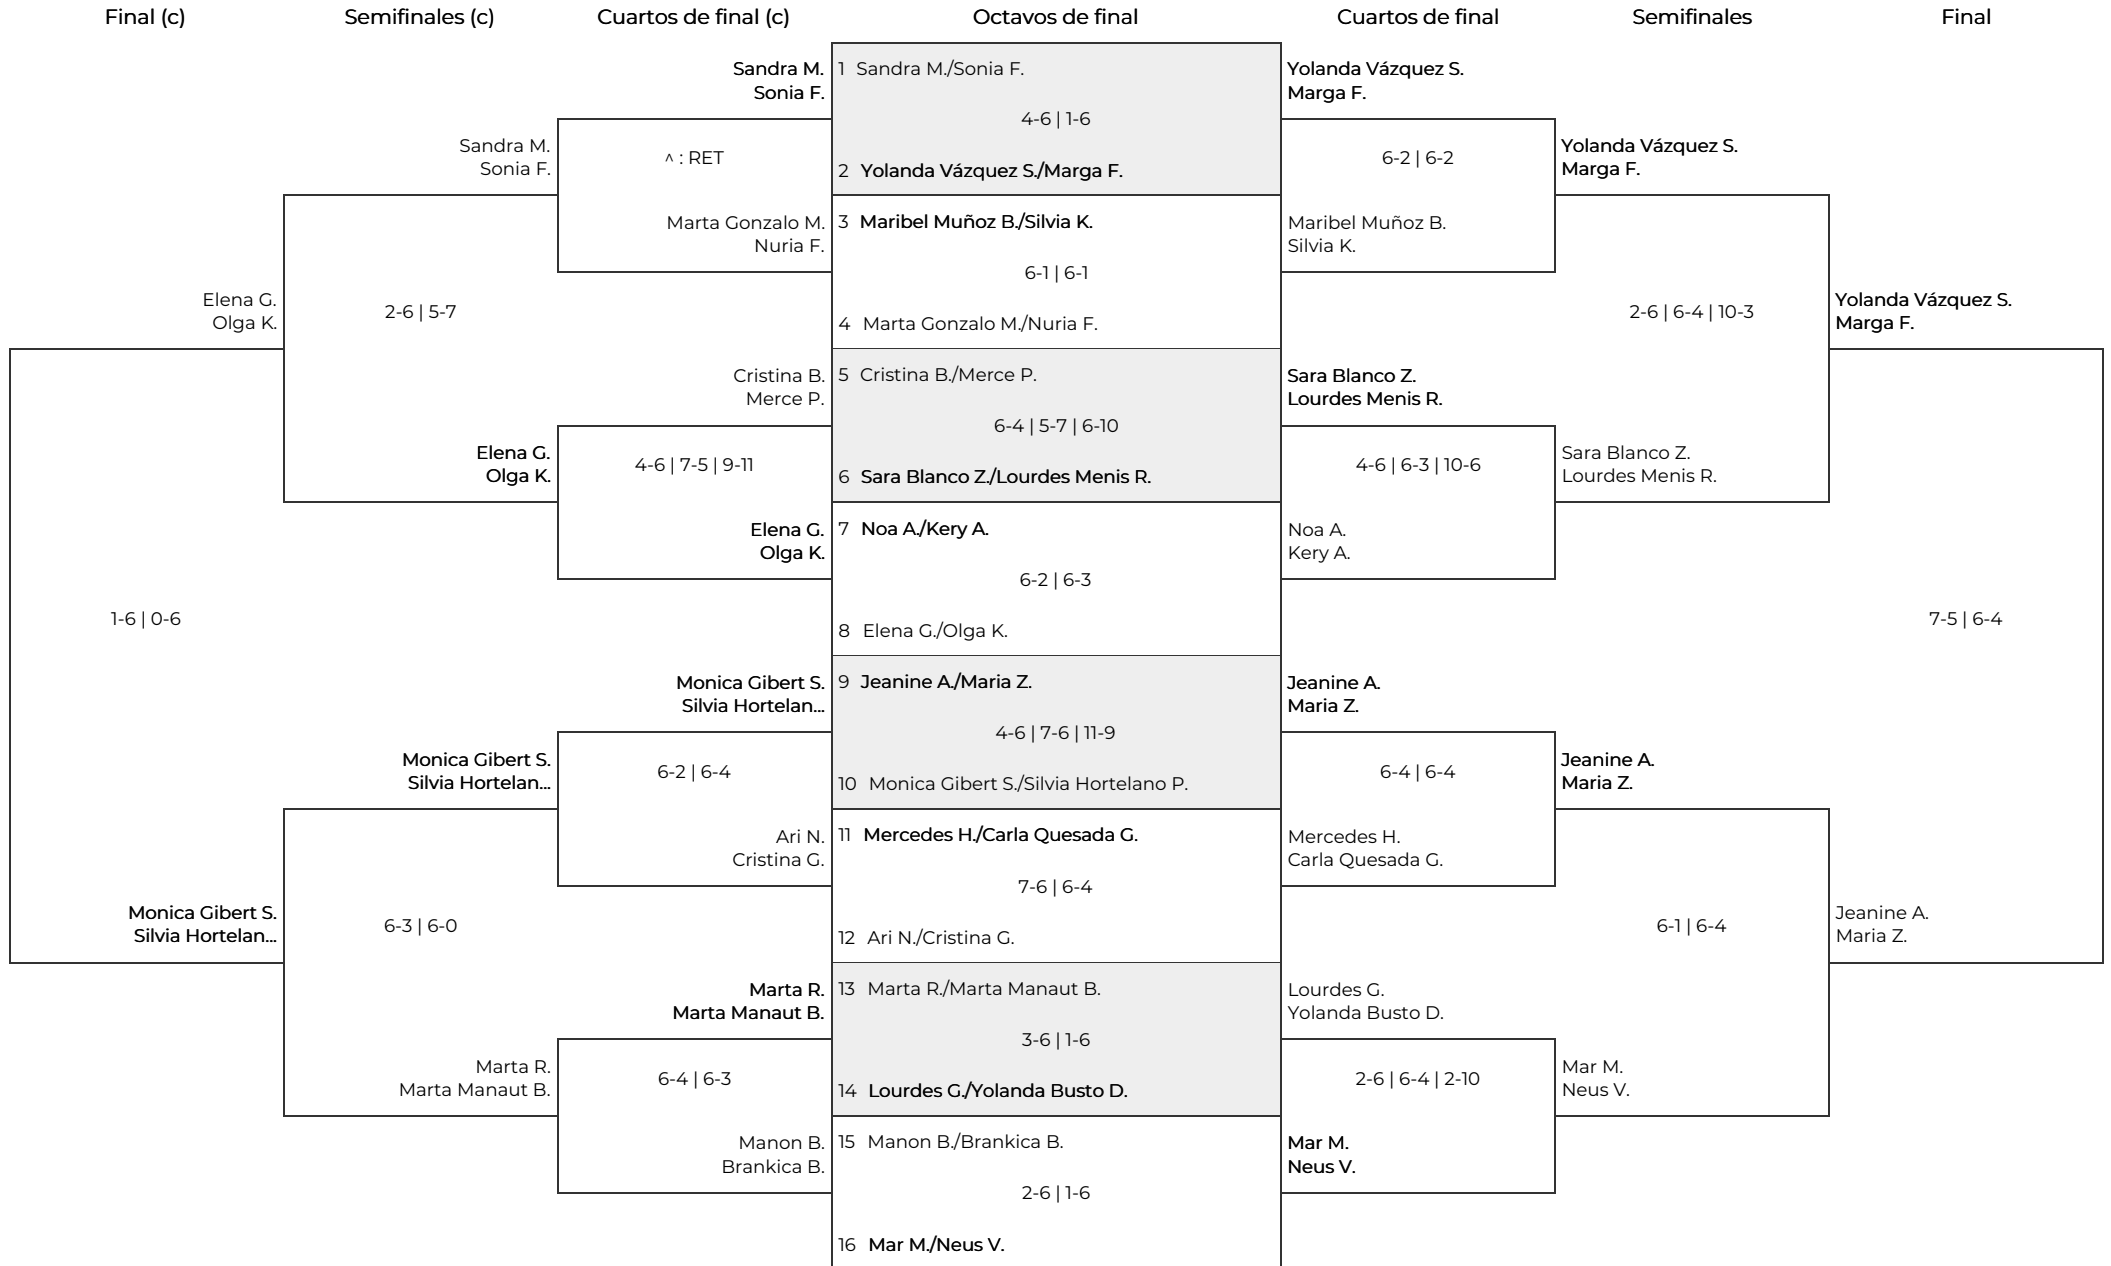 Final (c)
Semifinales (c)
Cuartos de final (c)
Octavos de final
Cuartos de final
Semifinales
Final
Elena G.
Olga K.
1-6 | 0-6
Monica Gibert S.
Silvia Hortelan...
Sandra M.
Sonia F.
2-6 | 5-7
Elena G.
Olga K.
Monica Gibert S.
Silvia Hortelan...
6-3 | 6-0
Marta R.
Marta Manaut B.
Sandra M.
Sonia F.
^ : RET
Marta Gonzalo M.
Nuria F.
Cristina B.
Merce P.
4-6 | 7-5 | 9-11
Elena G.
Olga K.
Monica Gibert S.
Silvia Hortelan...
6-2 | 6-4
Ari N.
Cristina G.
Marta R.
Marta Manaut B.
6-4 | 6-3
Manon B.
Brankica B.
1 Sandra M./Sonia F.
4-6 | 1-6
2 Yolanda Vázquez S./Marga F.
3 Maribel Muñoz B./Silvia K.
6-1 | 6-1
4 Marta Gonzalo M./Nuria F.
5 Cristina B./Merce P.
6-4 | 5-7 | 6-10
6 Sara Blanco Z./Lourdes Menis R.
7 Noa A./Kery A.
6-2 | 6-3
8 Elena G./Olga K.
9 Jeanine A./Maria Z.
4-6 | 7-6 | 11-9
10 Monica Gibert S./Silvia Hortelano P.
11 Mercedes H./Carla Quesada G.
7-6 | 6-4
12 Ari N./Cristina G.
13 Marta R./Marta Manaut B.
3-6 | 1-6
14 Lourdes G./Yolanda Busto D.
15 Manon B./Brankica B.
2-6 | 1-6
16 Mar M./Neus V.
Yolanda Vázquez S.
Marga F.
6-2 | 6-2
Maribel Muñoz B.
Silvia K.
Sara Blanco Z.
Lourdes Menis R.
4-6 | 6-3 | 10-6
Noa A.
Kery A.
Jeanine A.
Maria Z.
6-4 | 6-4
Mercedes H.
Carla Quesada G.
Lourdes G.
Yolanda Busto D.
2-6 | 6-4 | 2-10
Mar M.
Neus V.
Yolanda Vázquez S.
Marga F.
2-6 | 6-4 | 10-3
Sara Blanco Z.
Lourdes Menis R.
Jeanine A.
Maria Z.
6-1 | 6-4
Mar M.
Neus V.
Yolanda Vázquez S.
Marga F.
7-5 | 6-4
Jeanine A.
Maria Z.